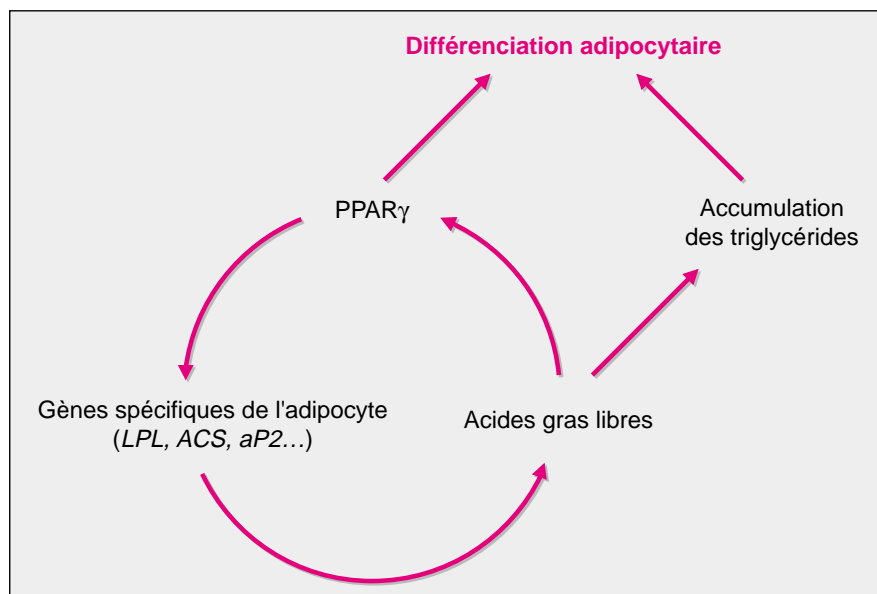 Différenciation adipocytaire
PPARγ
Accumulation
des triglycérides
Gènes spécifiques de l'adipocyte
(LPL, ACS, aP2…)
Acides gras libres